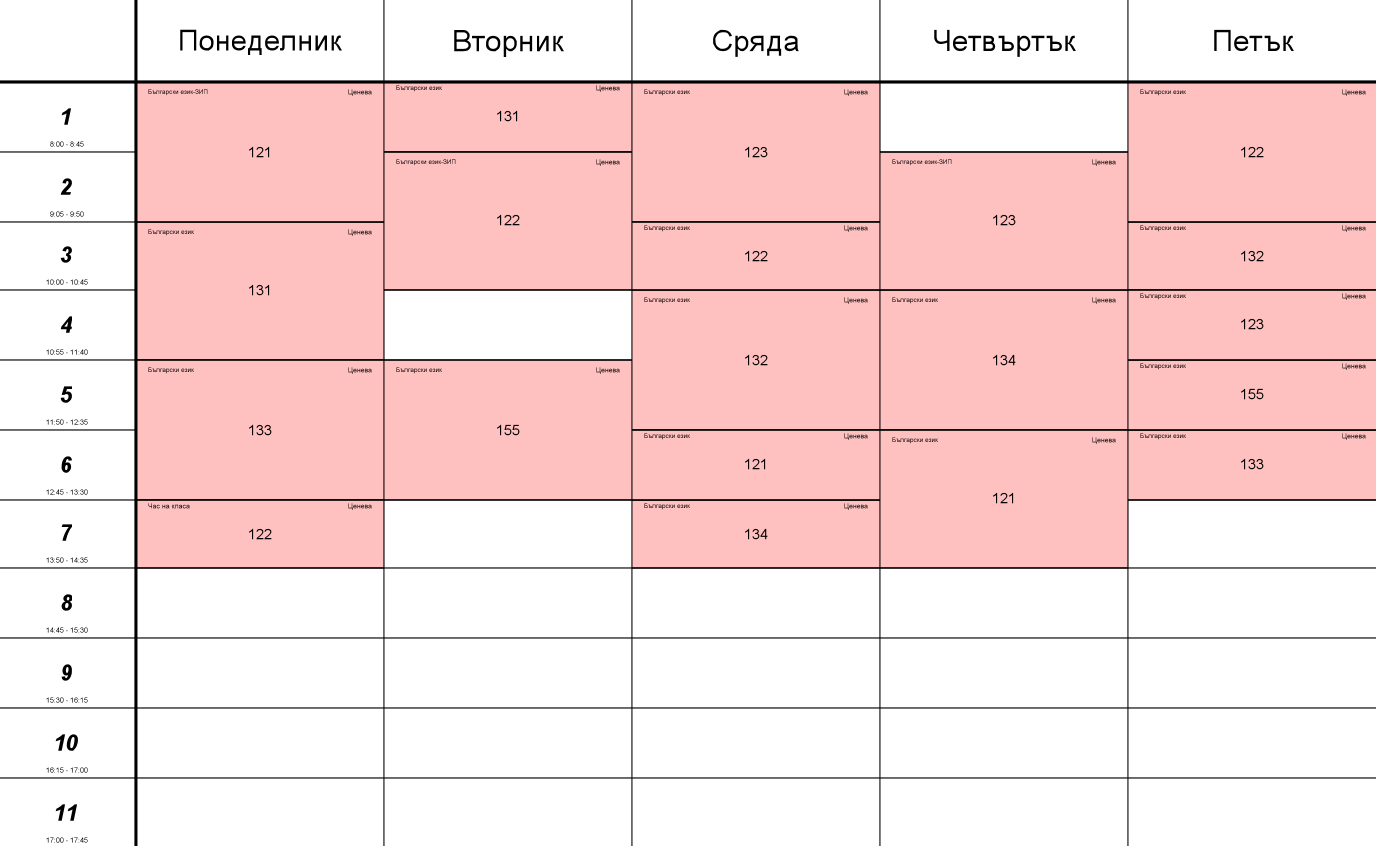 Понеделник Вторник Сряда Четвъртък Петък
Български език-ЗИП Ценева Български език Ценева Български език Ценева Български език Ценева
1 131
8:00 - 8:45
121 123 122
Български език-ЗИП Ценева Български език-ЗИП Ценева
2
9:05 - 9:50
122 123
Български език Ценева Български език Ценева Български език Ценева
3 122 132
10:00 - 10:45
131
Български език Ценева Български език Ценева Български език Ценева
4 123
10:55 - 11:40
132 134
Български език Ценева Български език Ценева Български език Ценева
5 155
11:50 - 12:35
133 155
Български език Ценева Български език Ценева Български език Ценева
6 121 133
12:45 - 13:30
121
Час на класа Ценева Български език Ценева
7 122 134
13:50 - 14:35
8
14:45 - 15:30
9
15:30 - 16:15
10
16:15 - 17:00
11
17:00 - 17:45